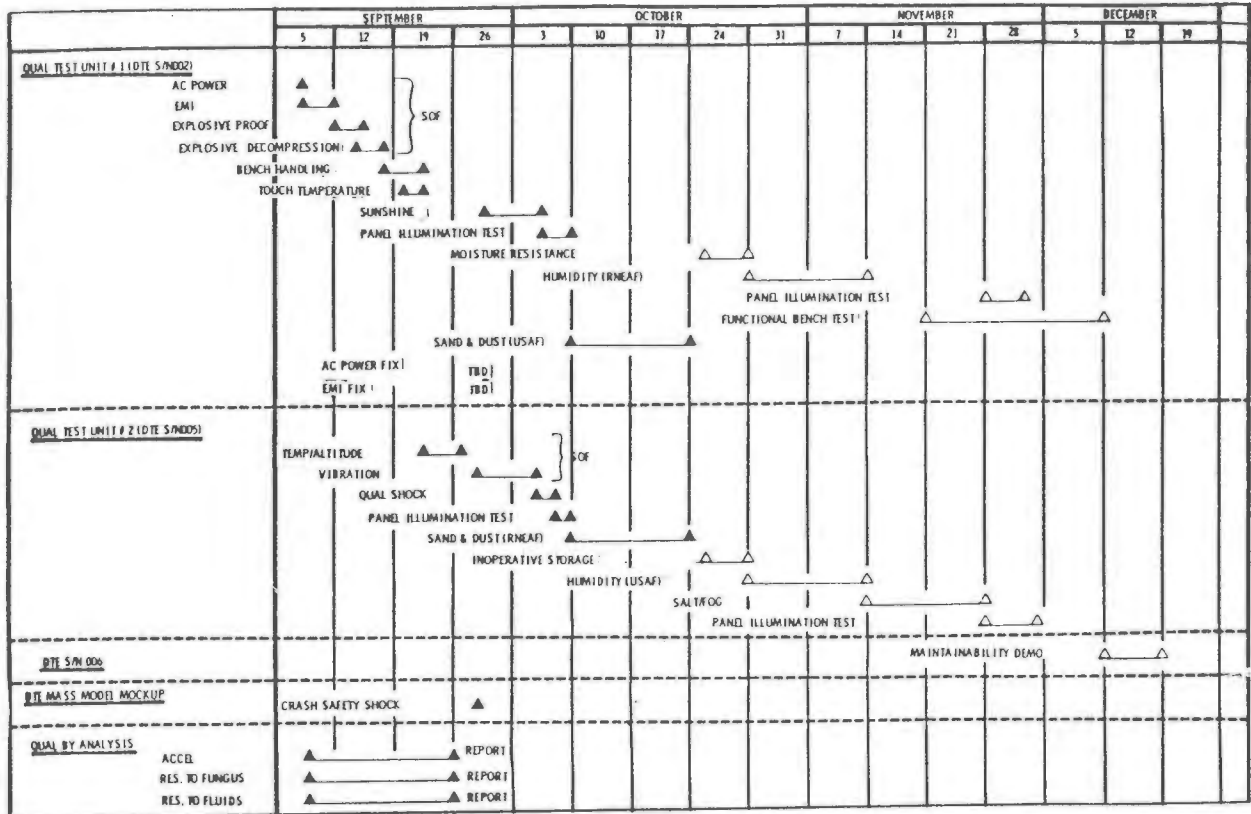 SEPTEMBER OCTOBER NOVEMBER DECEMBER
5 12 19 26 3 10 17 24 31 7 14 21 28 5 12 19
QUAL TEST UNIT # 1 (DTE S/N002)
AC POWER
EMI
EXPLOSIVE PROOF
SOF
EXPLOSIVE DECOMPRESSION
BENCH HANDLING
TOUCH TEMPERATURE
SUNSHINE
PANEL ILLUMINATION TEST
MOISTURE RESISTANCE
HUMIDITY (RNEAF)
PANEL ILLUMINATION TEST
FUNCTIONAL BENCH TEST
SAND & DUST (USAF)
AC POWER FIX TBD
EMI FIX TBD
QUAL TEST UNIT # 2 (DTE S/N005)
TEMP/ALTITUDE SOF
VIBRATION
QUAL SHOCK
PANEL ILLUMINATION TEST
SAND & DUST (RNEAF)
INOPERATIVE STORAGE
HUMIDITY (USAF)
SALT/FOG
PANEL ILLUMINATION TEST
DTE S/N 006 MAINTAINABILITY DEMO
DTE MASS MODEL MOCKUP
CRASH SAFETY SHOCK
QUAL BY ANALYSIS
ACCEL REPORT
RES. TO FUNGUS REPORT
RES. TO FLUIDS REPORT